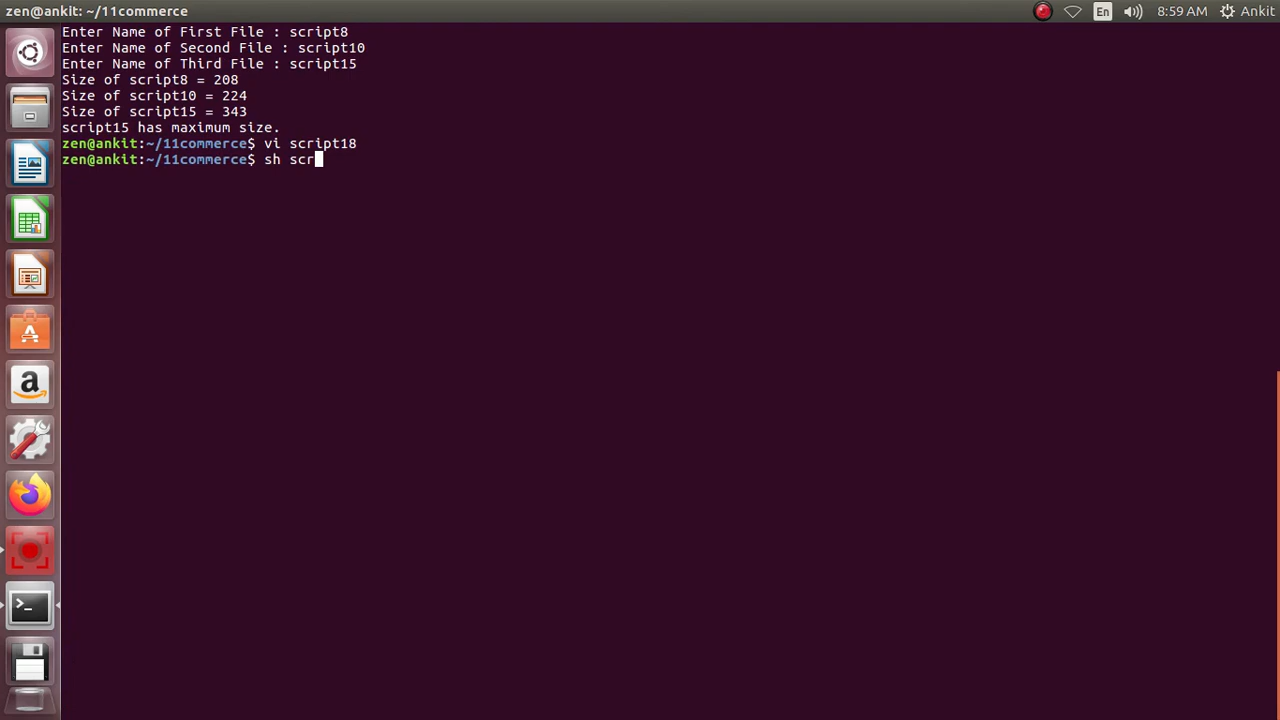 zen@ankit: ~/11commerce
En
8:59 AM
Ankit
Enter Name of First File : script8
Enter Name of Second File : script10
Enter Name of Third File : script15
Size of script8 = 208
Size of script10 = 224
Size of script15 = 343
script15 has maximum size.
zen@ankit:~/11commerce$ vi script18
zen@ankit:~/11commerce$ sh scr